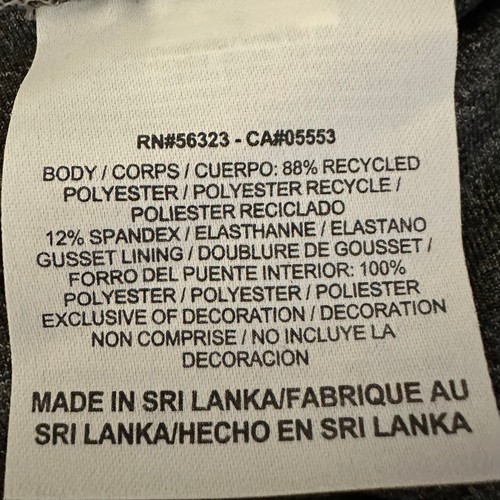 RN#56323 - CA#05553
BODY / CORPS / CUERPO: 88% RECYCLED
POLYESTER / POLYESTER RECYCLE /
POLIESTER RECICLADO
12% SPANDEX / ELASTHANNE / ELASTANO
GUSSET LINING / DOUBLURE DE GOUSSET /
FORRO DEL PUENTE INTERIOR: 100%
POLYESTER / POLYESTER / POLIESTER
EXCLUSIVE OF DECORATION / DECORATION
NON COMPRISE / NO INCLUYE LA
DECORACION
MADE IN SRI LANKA/FABRIQUE AU
SRI LANKA/HECHO EN SRI LANKA